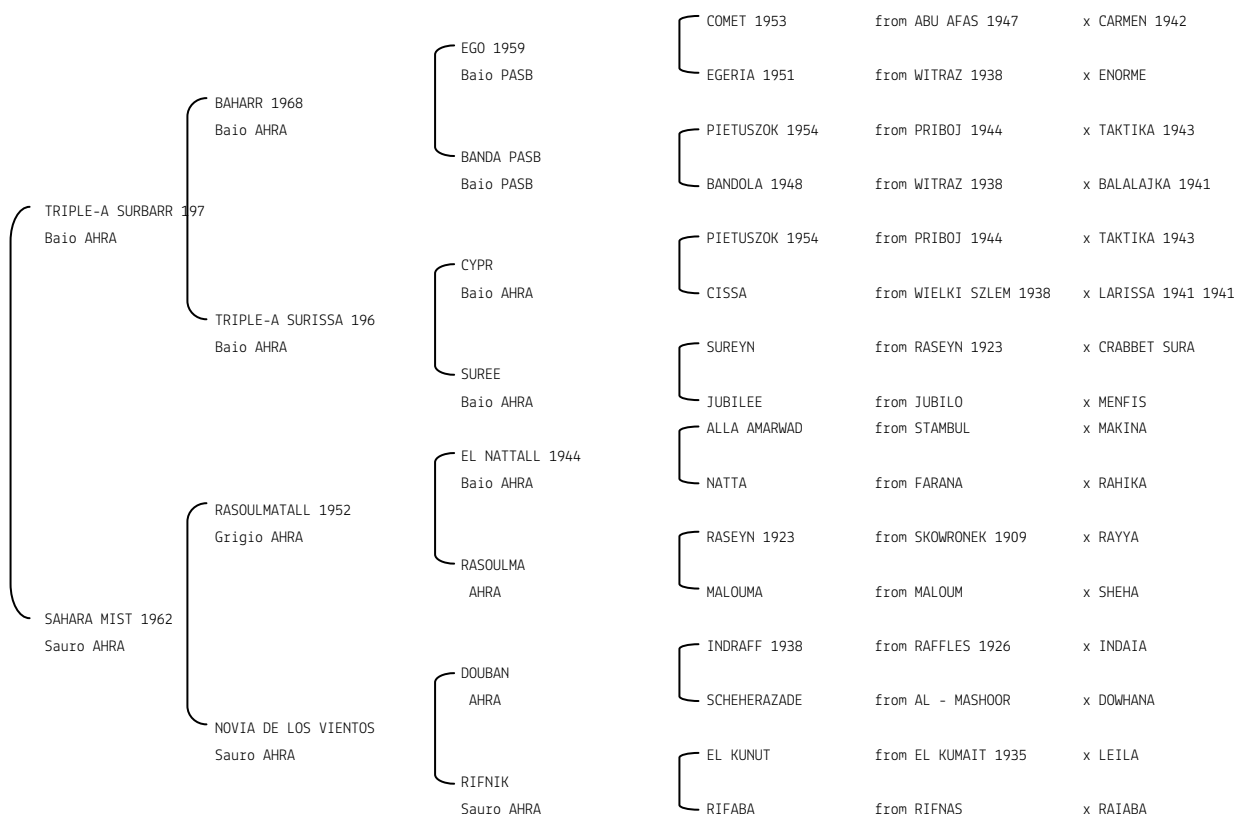 COMET 1953 from ABU AFAS 1947 x CARMEN 1942
EGO 1959
Baio PASB EGERIA 1951 from WITRAZ 1938 x ENORME
BAHARR 1968
Baio AHRA PIETUSZOK 1954 from PRIBOJ 1944 x TAKTIKA 1943
BANDA PASB
Baio PASB BANDOLA 1948 from WITRAZ 1938 x BALALAJKA 1941
TRIPLE-A SURBARR 197
Baio AHRA PIETUSZOK 1954 from PRIBOJ 1944 x TAKTIKA 1943
CYPR
Baio AHRA CISSA from WIELKI SZLEM 1938 x LARISSA 1941 1941
TRIPLE-A SURISSA 196
Baio AHRA SUREYN from RASEYN 1923 x CRABBET SURA
SUREE
Baio AHRA JUBILEE from JUBILO x MENFIS
ALLA AMARWAD from STAMBUL x MAKINA
EL NATTALL 1944
Baio AHRA NATTA from FARANA x RAHIKA
RASOULMATALL 1952
Grigio AHRA RASEYN 1923 from SKOWRONEK 1909 x RAYYA
RASOULMA
AHRA MALOUMA from MALOUM x SHEHA
SAHARA MIST 1962
Sauro AHRA INDRAFF 1938 from RAFFLES 1926 x INDAIA
DOUBAN
AHRA SCHEHERAZADE from AL - MASHOOR x DOWHANA
NOVIA DE LOS VIENTOS
Sauro AHRA EL KUNUT from EL KUMAIT 1935 x LEILA
RIFNIK
Sauro AHRA RIFABA from RIFNAS x RAIABA